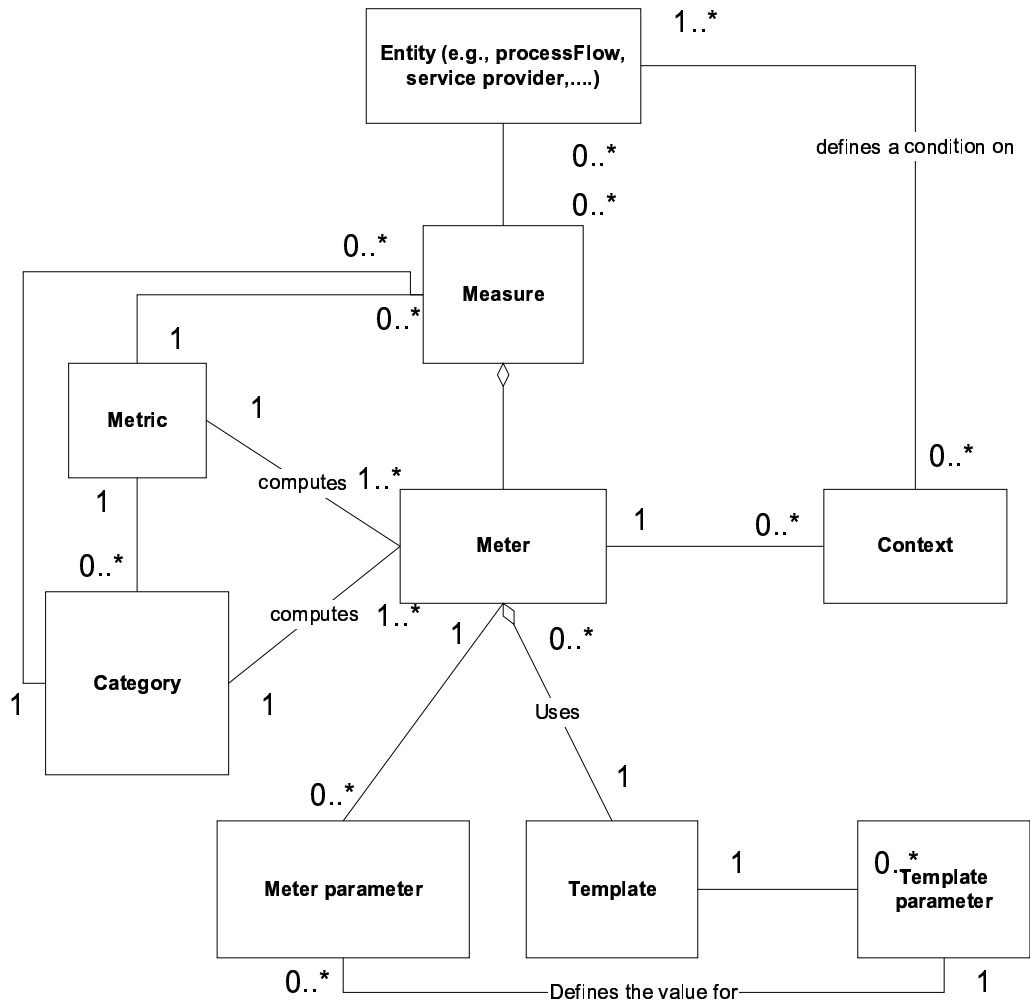 1..*
Entity (e.g., processFlow,
service provider,....)
defines a condition on
0..*
0..*
0..*
Measure
0..*
1
Metric
1
computes
1..*
0..*
1
0..*
Meter
1
0..*
Context
computes
1..*
1
0..*
Category
1
1
Uses
1
0..*
Meter parameter
Template
1
0..*
Template
parameter
0..*
Defines the value for
1